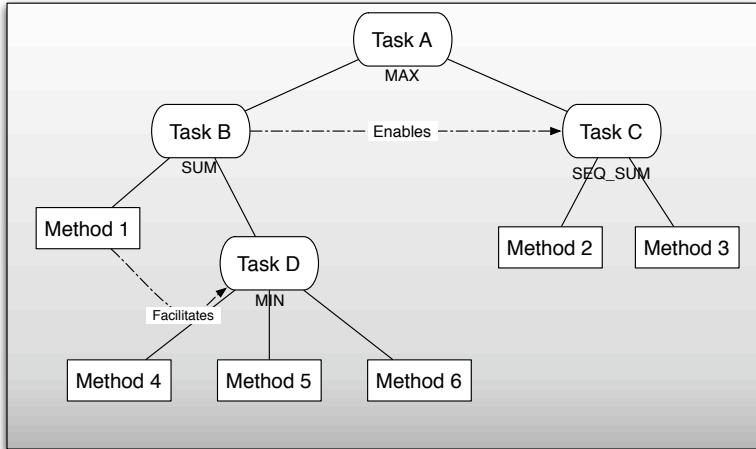 Task A
MAX
Task B
Enables
Task C
SUM
SEQ_SUM
Method 1
Method 2
Method 3
Task D
MIN
Facilitates
Method 4
Method 5
Method 6